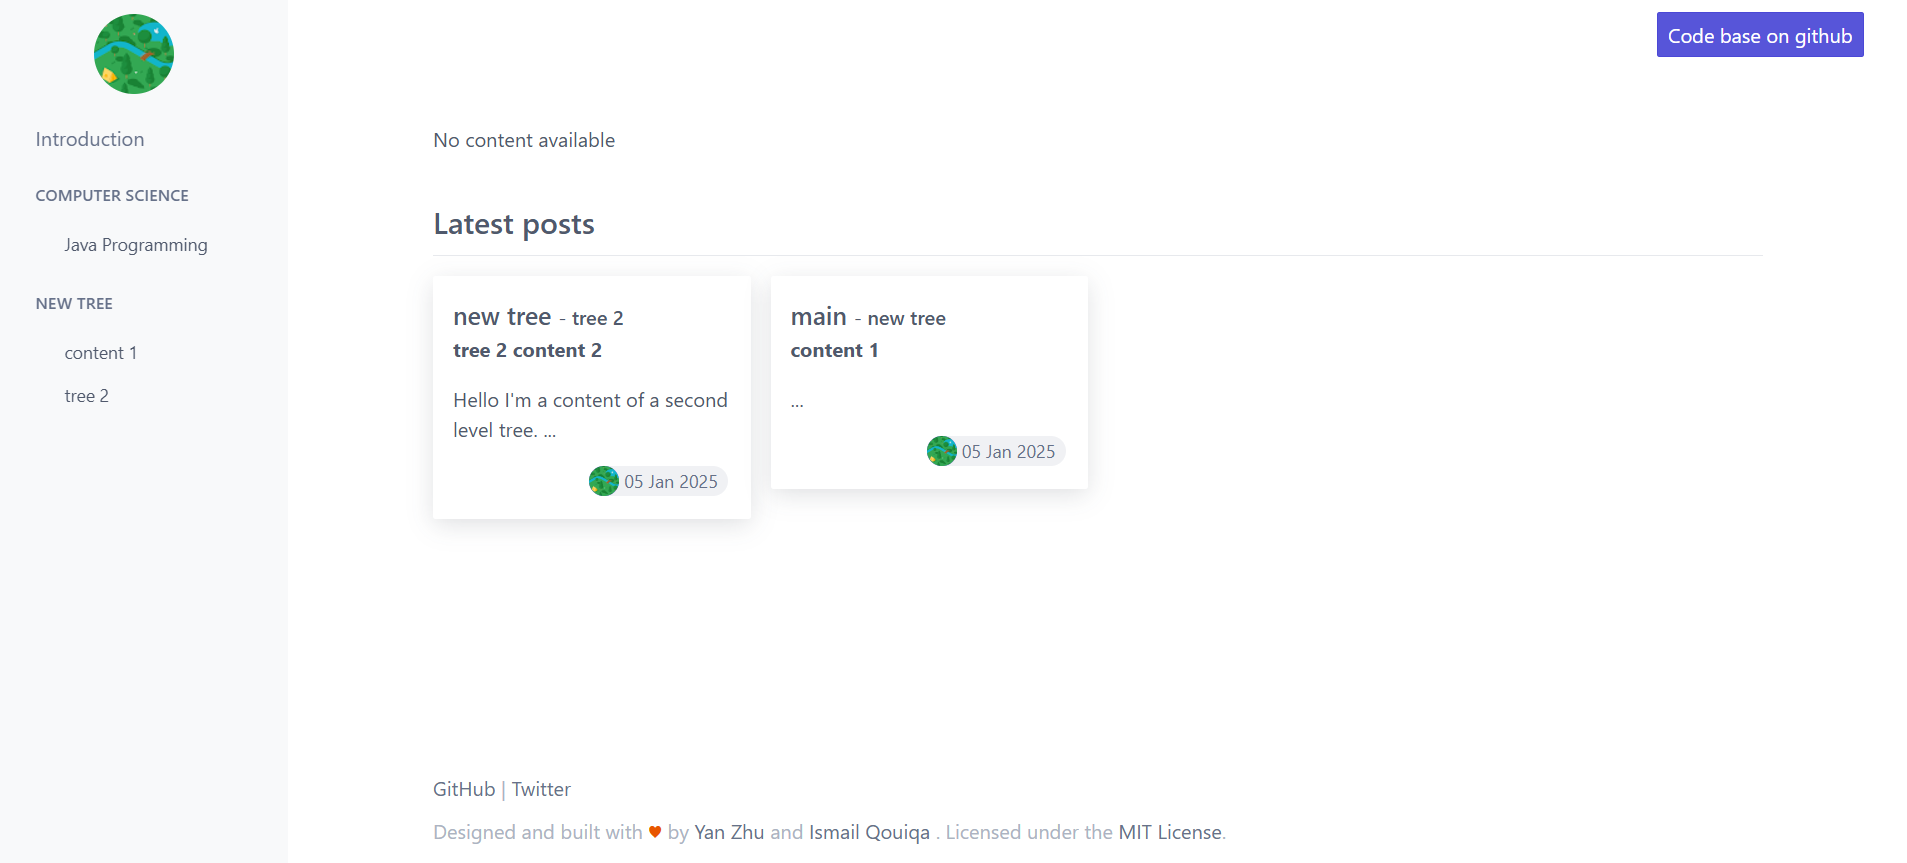 Code base on github
Introduction
COMPUTER SCIENCE
Java Programming
NEW TREE
content 1
tree 2
No content available
Latest posts
new tree - tree 2
tree 2 content 2
Hello I'm a content of a second
level tree. ...
05 Jan 2025
main - new tree
content 1
...
05 Jan 2025
GitHub | Twitter
Designed and built with ♥ by Yan Zhu and Ismail Qouiqa . Licensed under the MIT License.